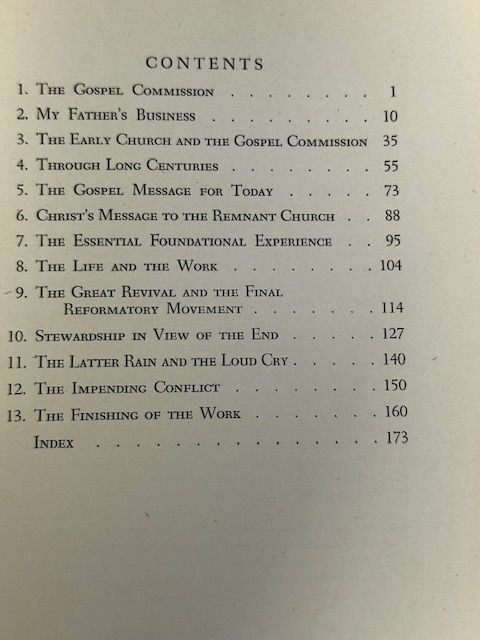 CONTENTS
1. The Gospel Commission . . . . . . . 1
2. My Father's Business . . . . . . . . 10
3. The Early Church and the Gospel Commission 35
4. Through Long Centuries . . . . . . . 55
5. The Gospel Message for Today . . . . . 73
6. Christ's Message to the Remnant Church . . 88
7. The Essential Foundational Experience . . 95
8. The Life and the Work . . . . . . . 104
9. The Great Revival and the Final
Reformatory Movement . . . . . . 114
10. Stewardship in View of the End . . . . . 127
11. The Latter Rain and the Loud Cry . . . . . 140
12. The Impending Conflict . . . . . . . 150
13. The Finishing of the Work . . . . . . 160
Index . . . . . . . . . . . . . . 173